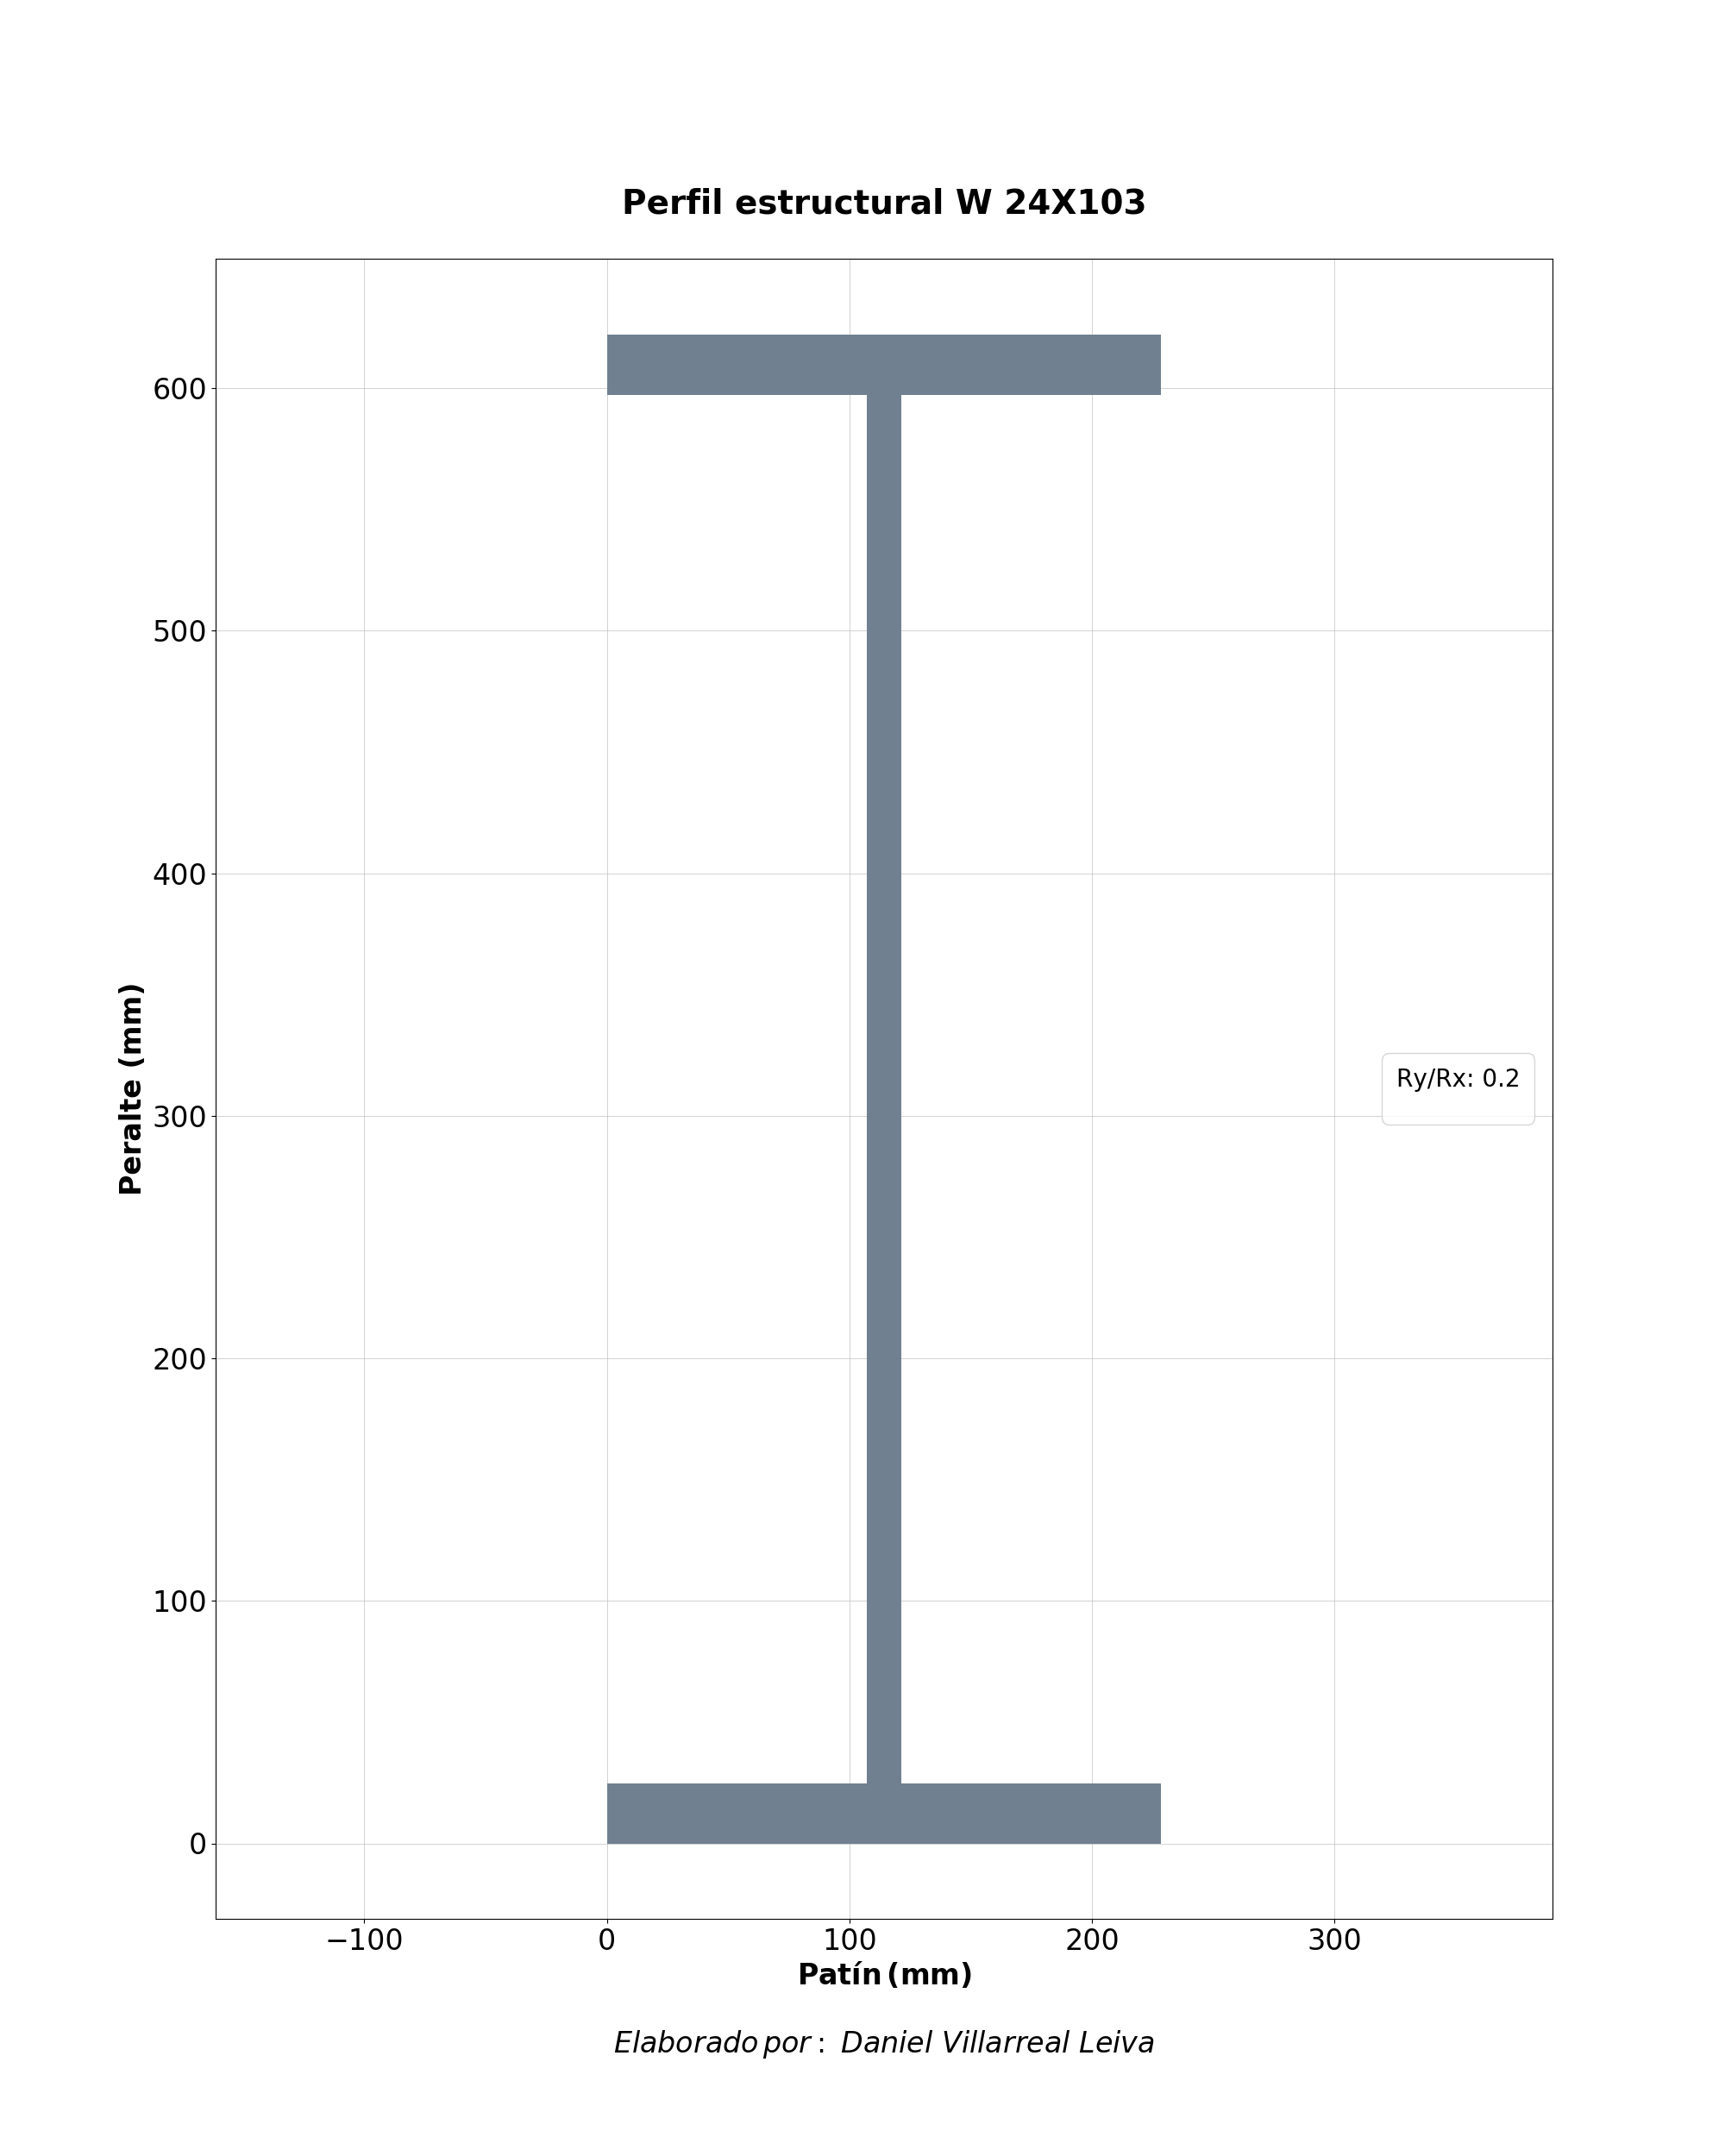 Perfil estructural W 24X103
600
500
400
300
200
100
0
Peralte (mm)
Ry/Rx: 0.2
−100 0 100 200 300
Patín (mm)
Elaborado por: Daniel Villarreal Leiva